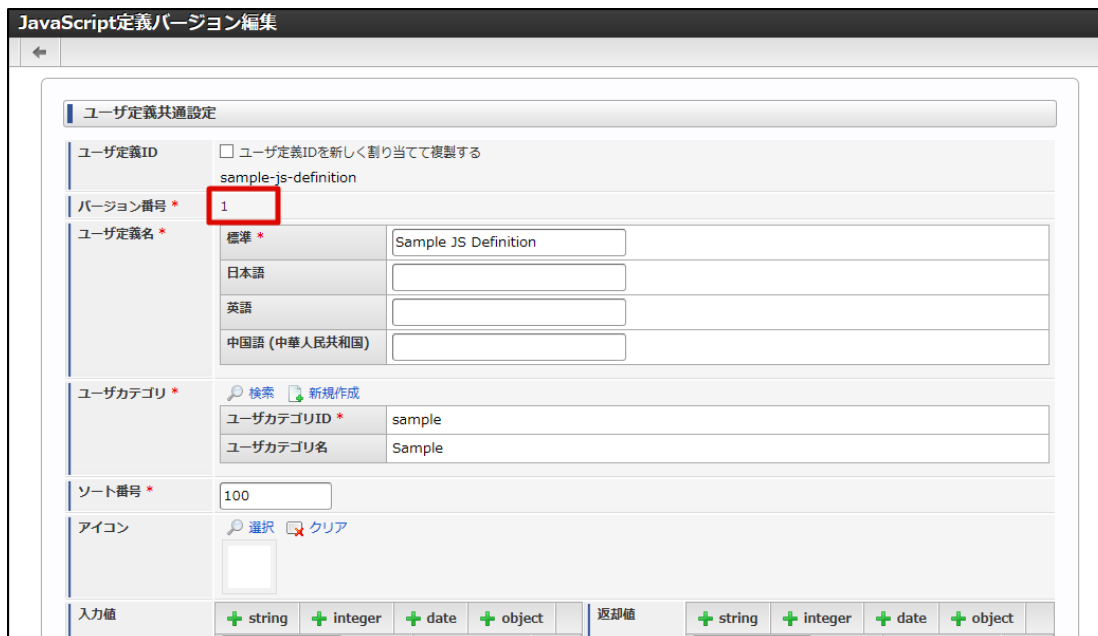 JavaScript定義バージョン編集
ユーザ定義共通設定
ユーザ定義ID
ユーザ定義IDを新しく割り当てて複製する
sample-js-definition
バージョン番号 *
1
ユーザ定義名 *
標準 *
Sample JS Definition
日本語
英語
中国語 (中華人民共和国)
ユーザカテゴリ *
検索 新規作成
ユーザカテゴリID *
sample
ユーザカテゴリ名
Sample
ソート番号 *
100
アイコン
選択 クリア
入力値
string integer date object
返却値
string integer date object